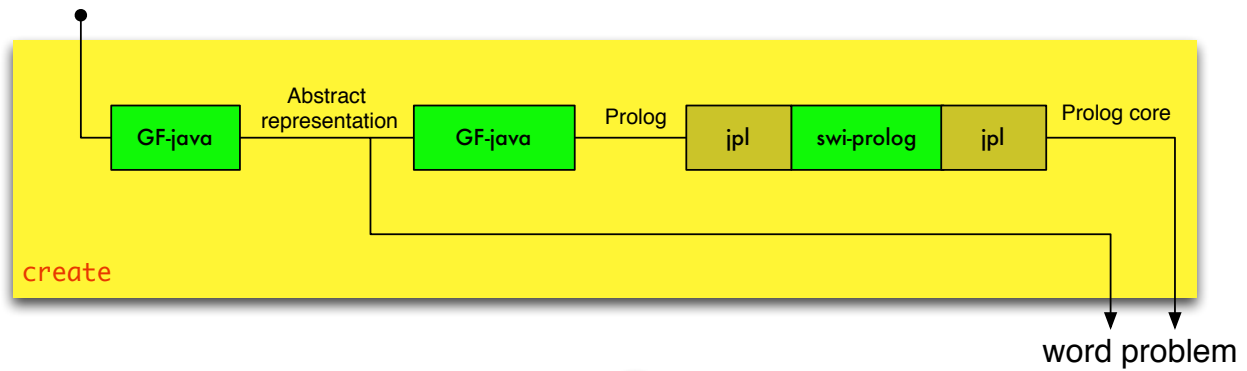 Abstract
representation
Prolog
Prolog core
GF-java
GF-java
jpl
swi-prolog
jpl
create
word problem